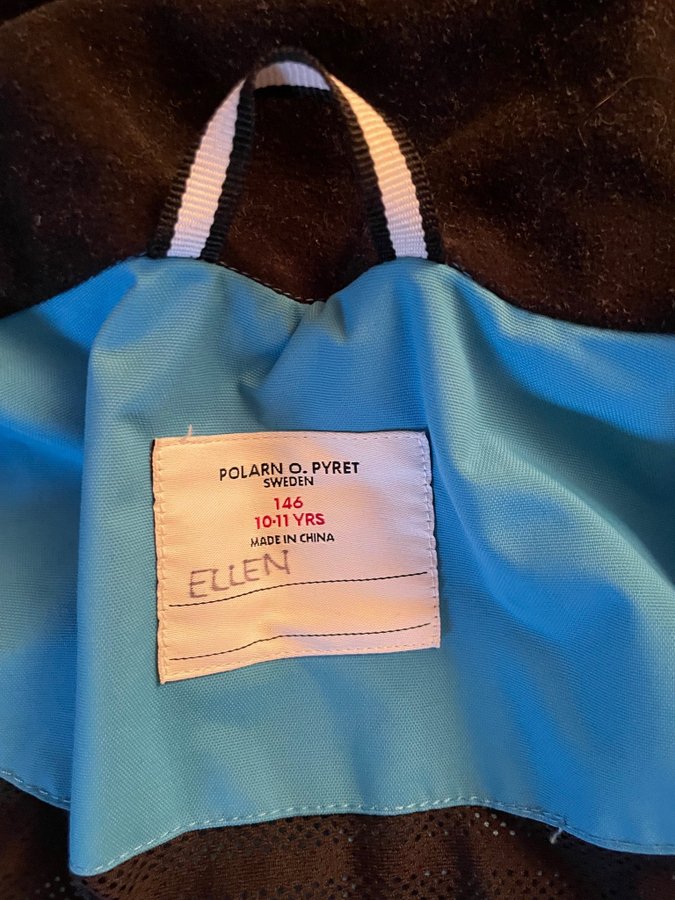 POLARN O. PYRET
SWEDEN
146
10-11 YRS
MADE IN CHINA
ELLEN